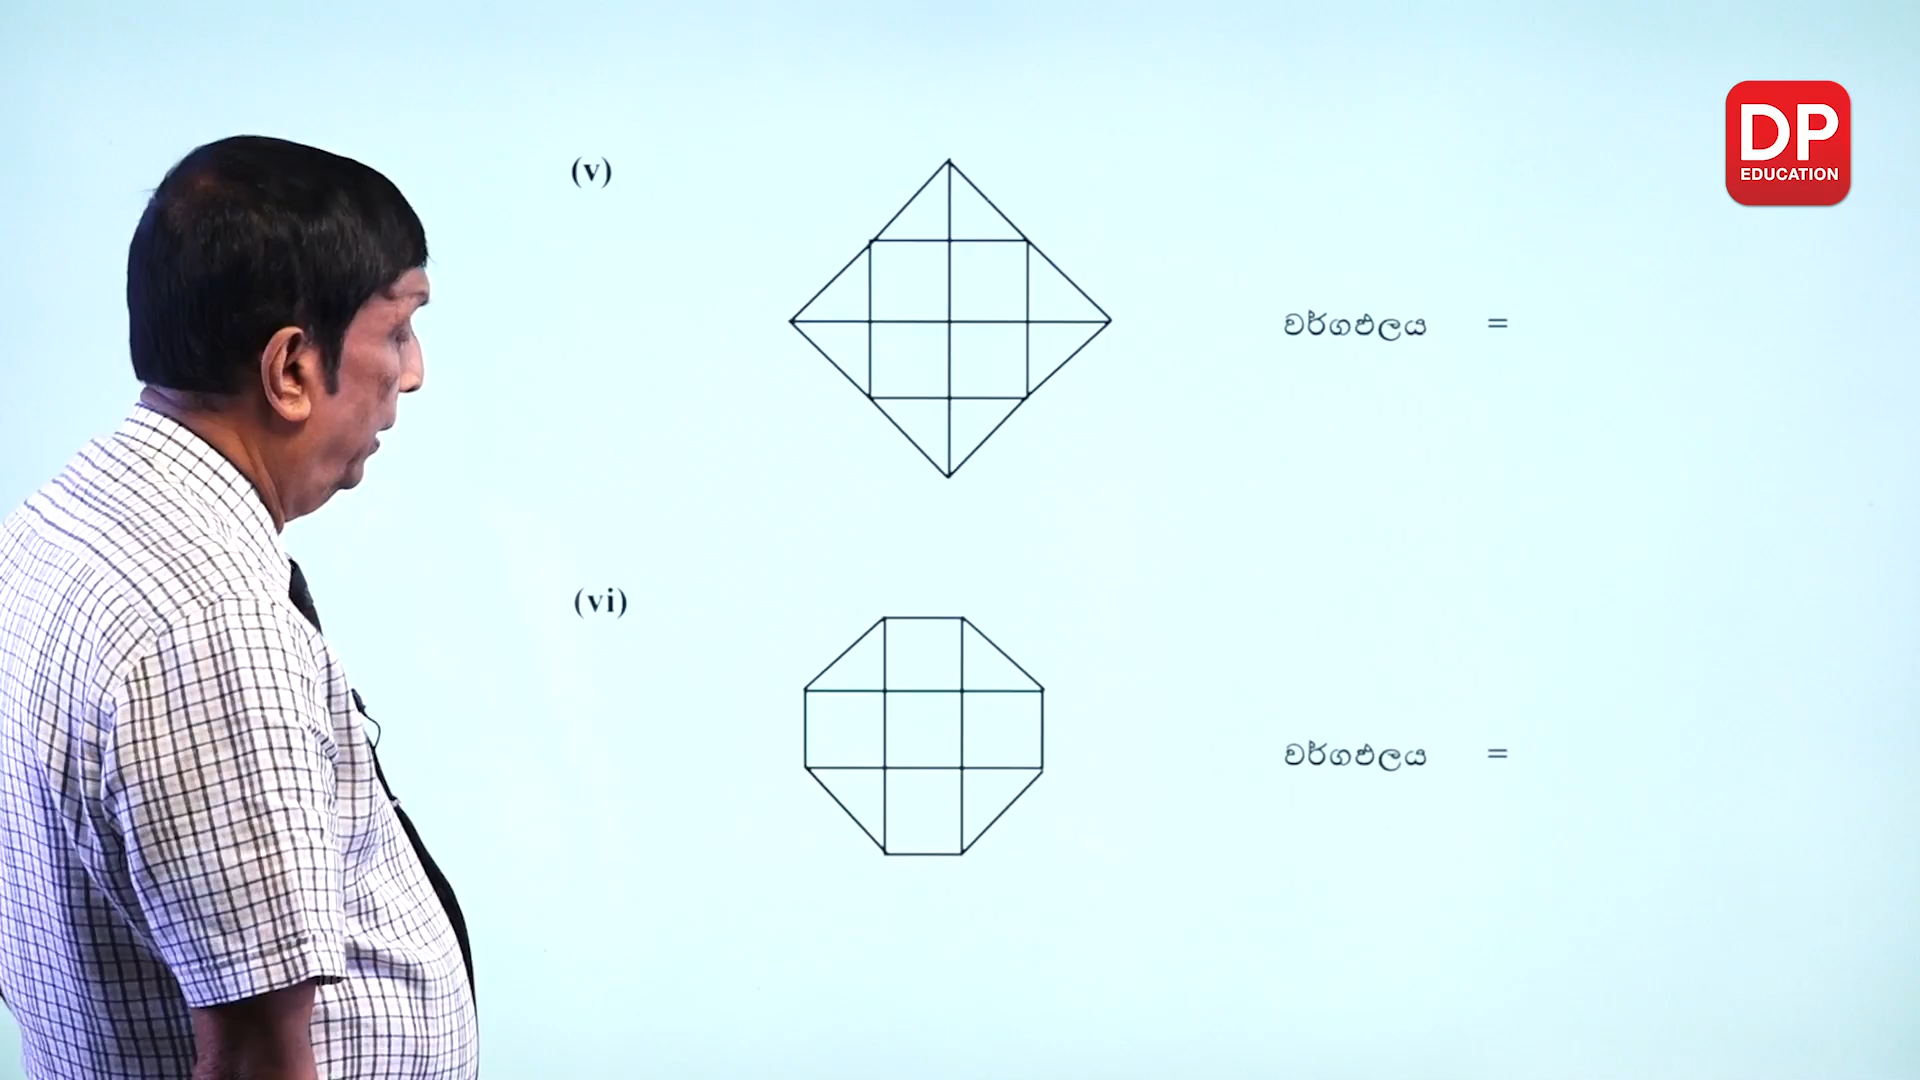 DP
EDUCATION
(v)
වර්ගඵලය =
(vi)
වර්ගඵලය =